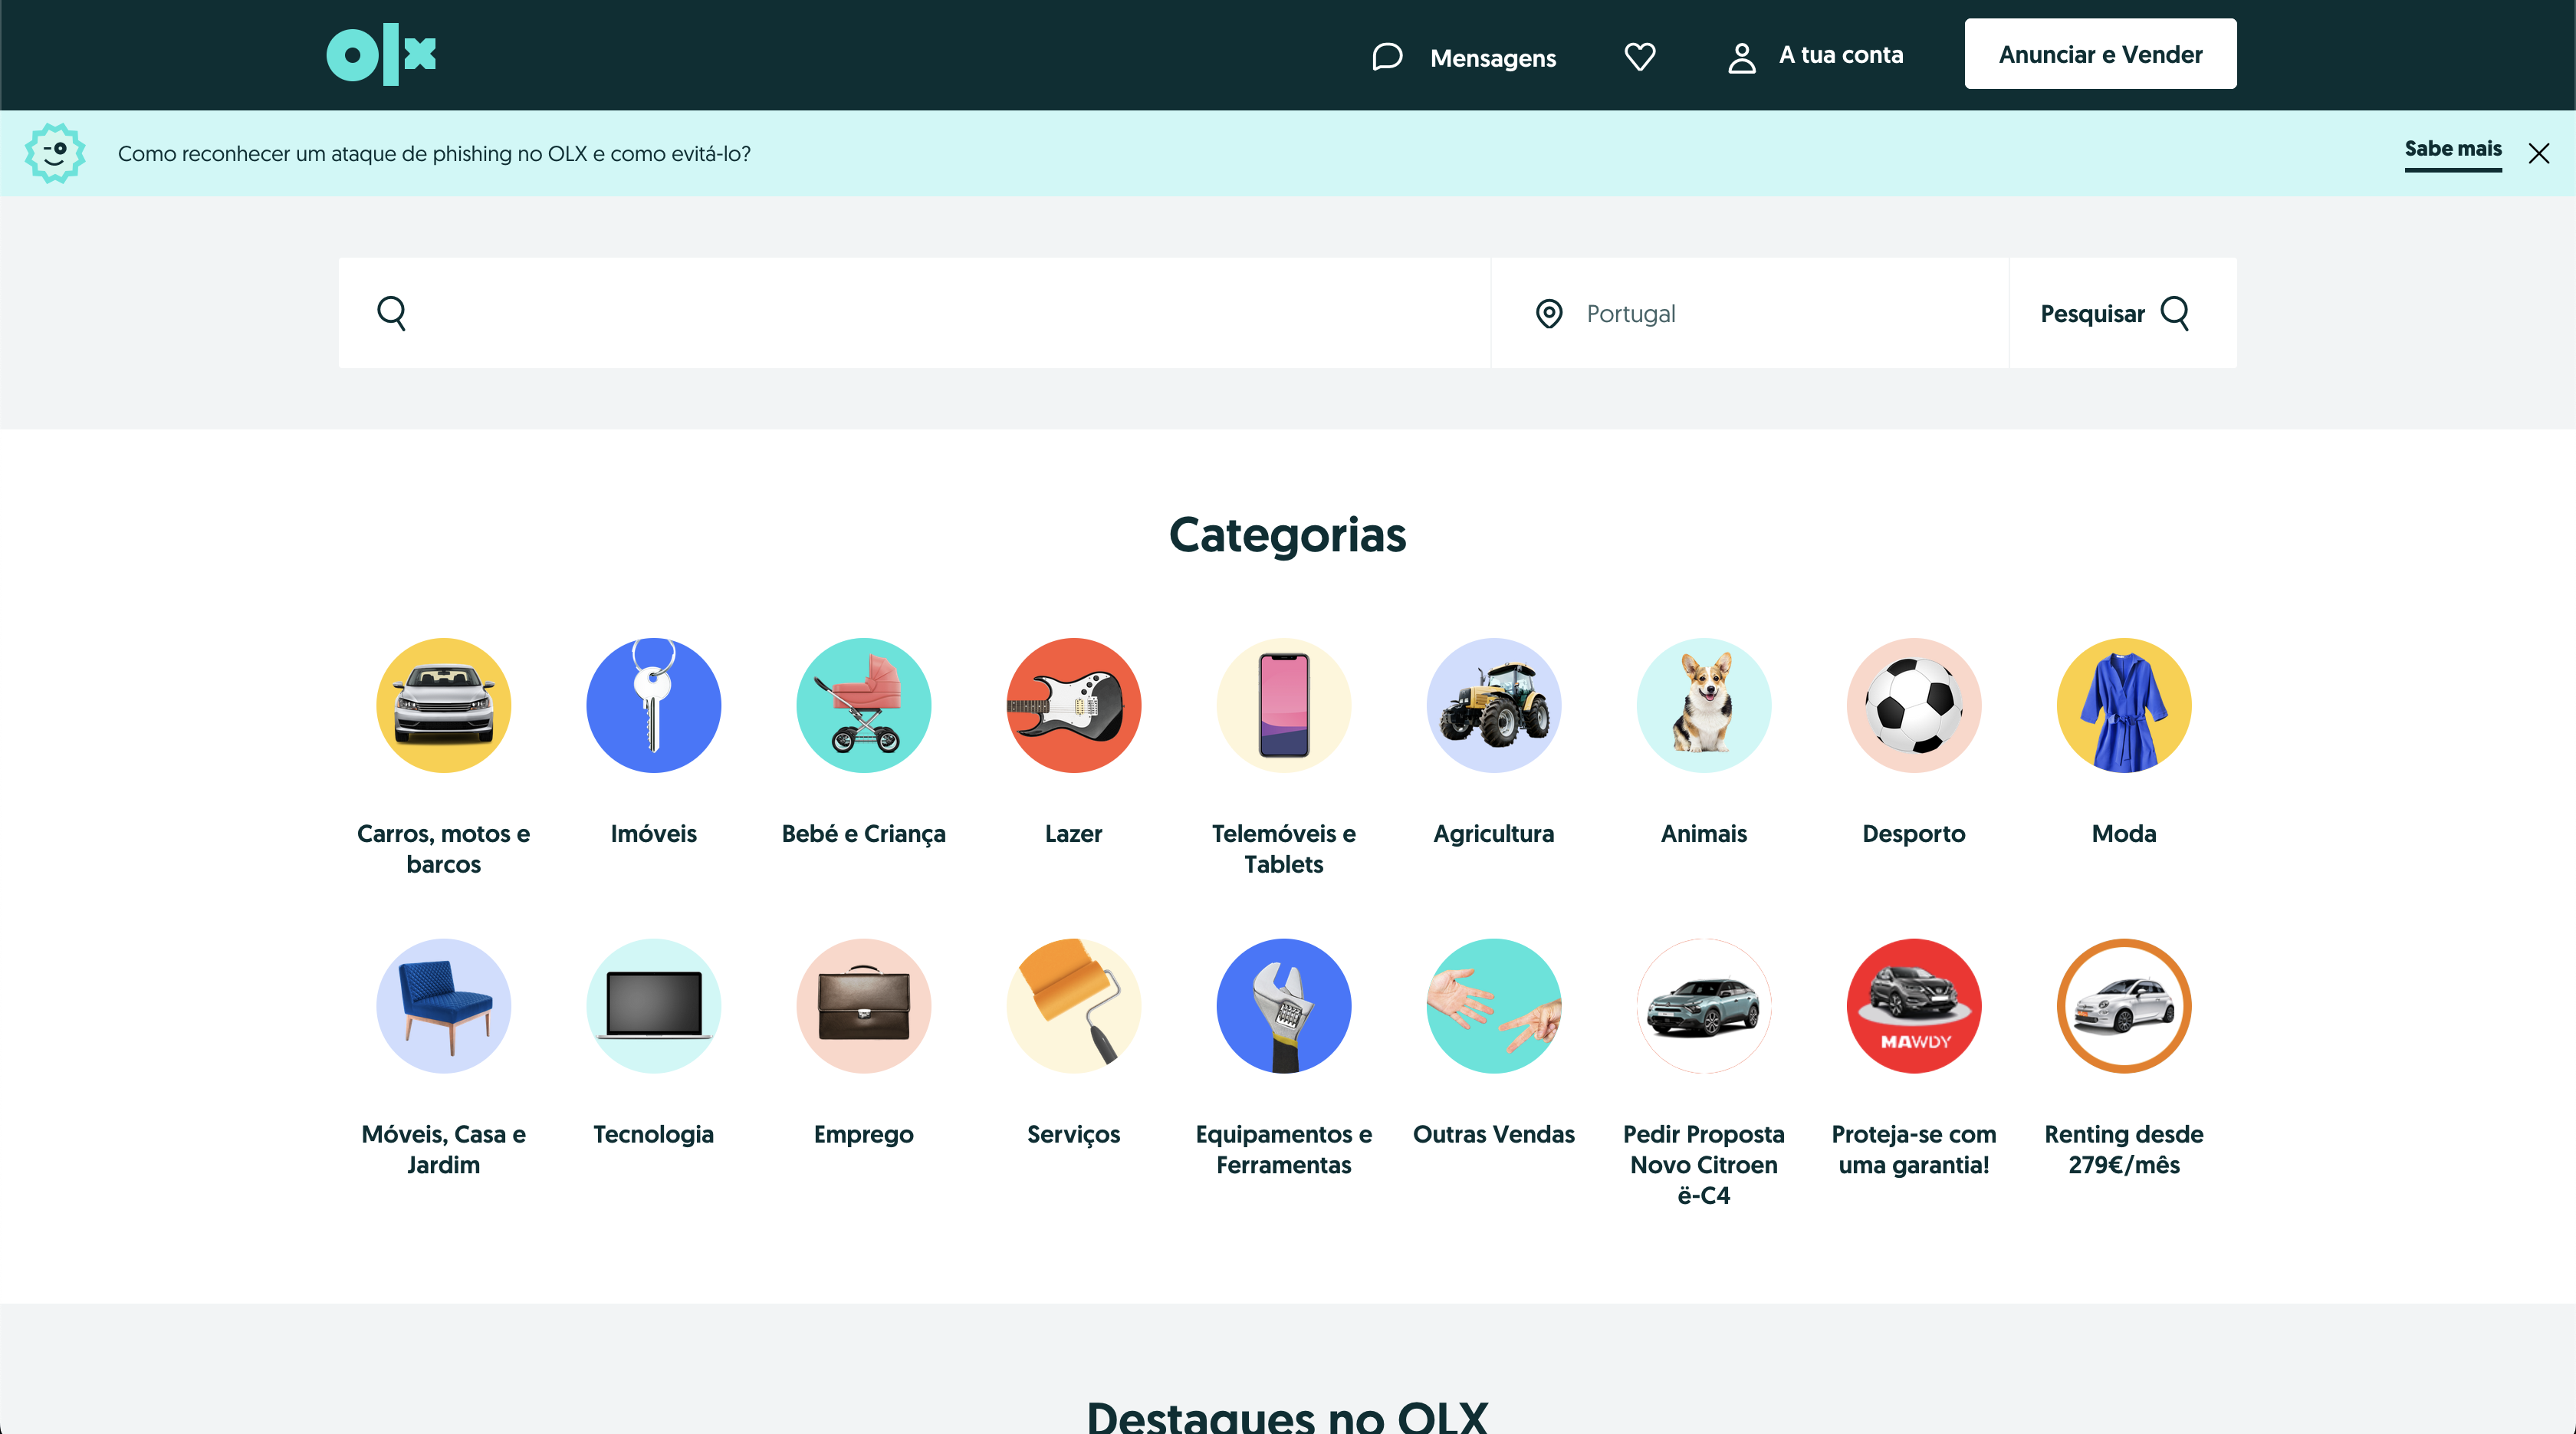 olx
Mensagens
A tua conta
Anunciar e Vender
Como reconhecer um ataque de phishing no OLX e como evitá-lo?
Sabe mais
Portugal
Pesquisar
Categorias
Carros, motos e
barcos
Imóveis
Bebé e Criança
Lazer
Telemóveis e
Tablets
Agricultura
Animais
Desporto
Moda
MAWDY
Móveis, Casa e
Jardim
Tecnologia
Emprego
Serviços
Equipamentos e
Ferramentas
Outras Vendas
Pedir Proposta
Novo Citroen
ë-C4
Proteja-se com
uma garantia!
Renting desde
279€/mês
Destaques no OLX